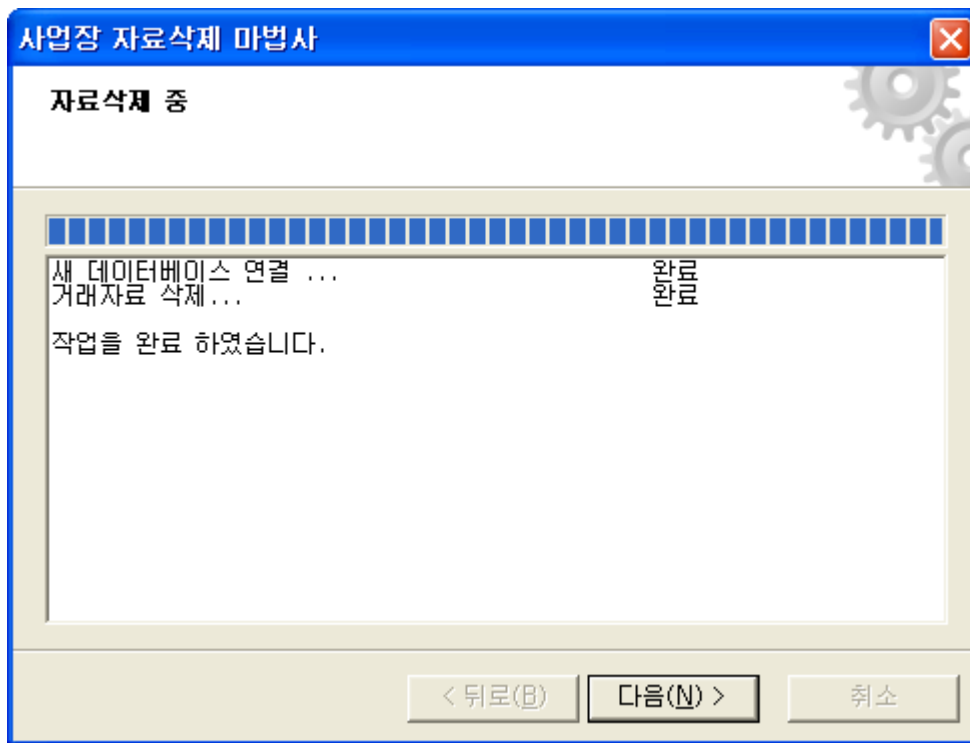 사업장 자료삭제 마법사
자료삭제 중
새 데이터베이스 연결 ... 완료
거래자료 삭제... 완료
작업을 완료 하였습니다.
< 뒤로(B) 다음(N) > 취소